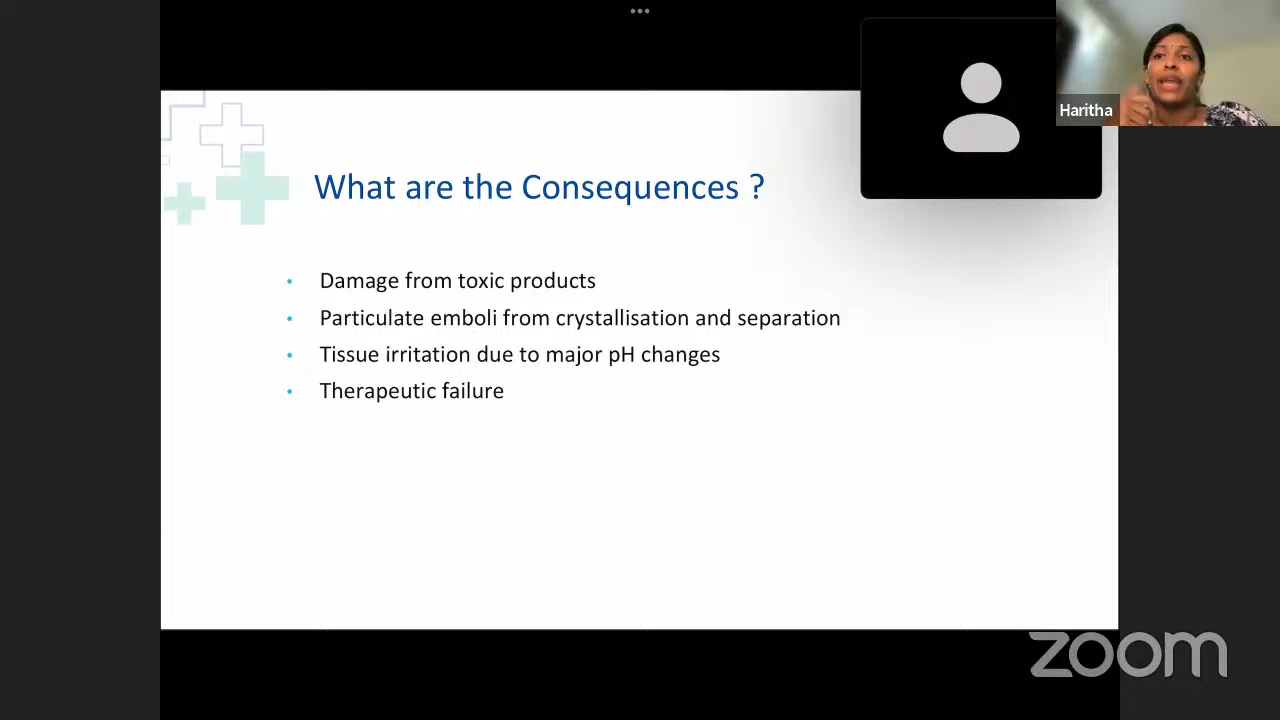 Haritha
What are the Consequences ?
• Damage from toxic products
• Particulate emboli from crystallisation and separation
• Tissue irritation due to major pH changes
• Therapeutic failure
zoom